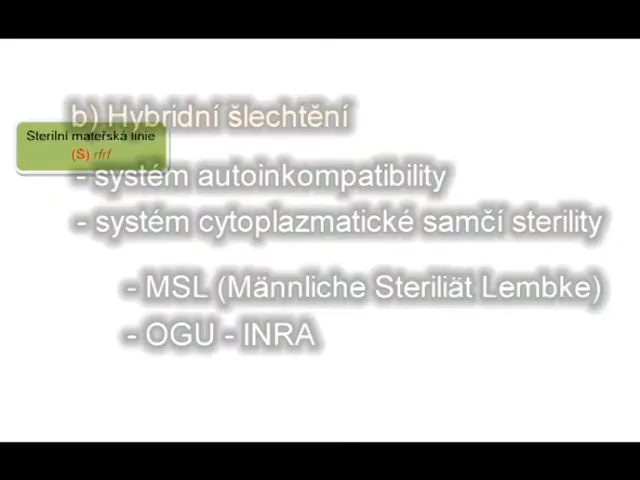 b) Hybridní šlechtění
Sterilní mateřská linie
(S) rfrf
- systém autoinkompatibility
- systém cytoplazmatické samčí sterility
- MSL (Männliche Steriliät Lembke)
- OGU - INRA